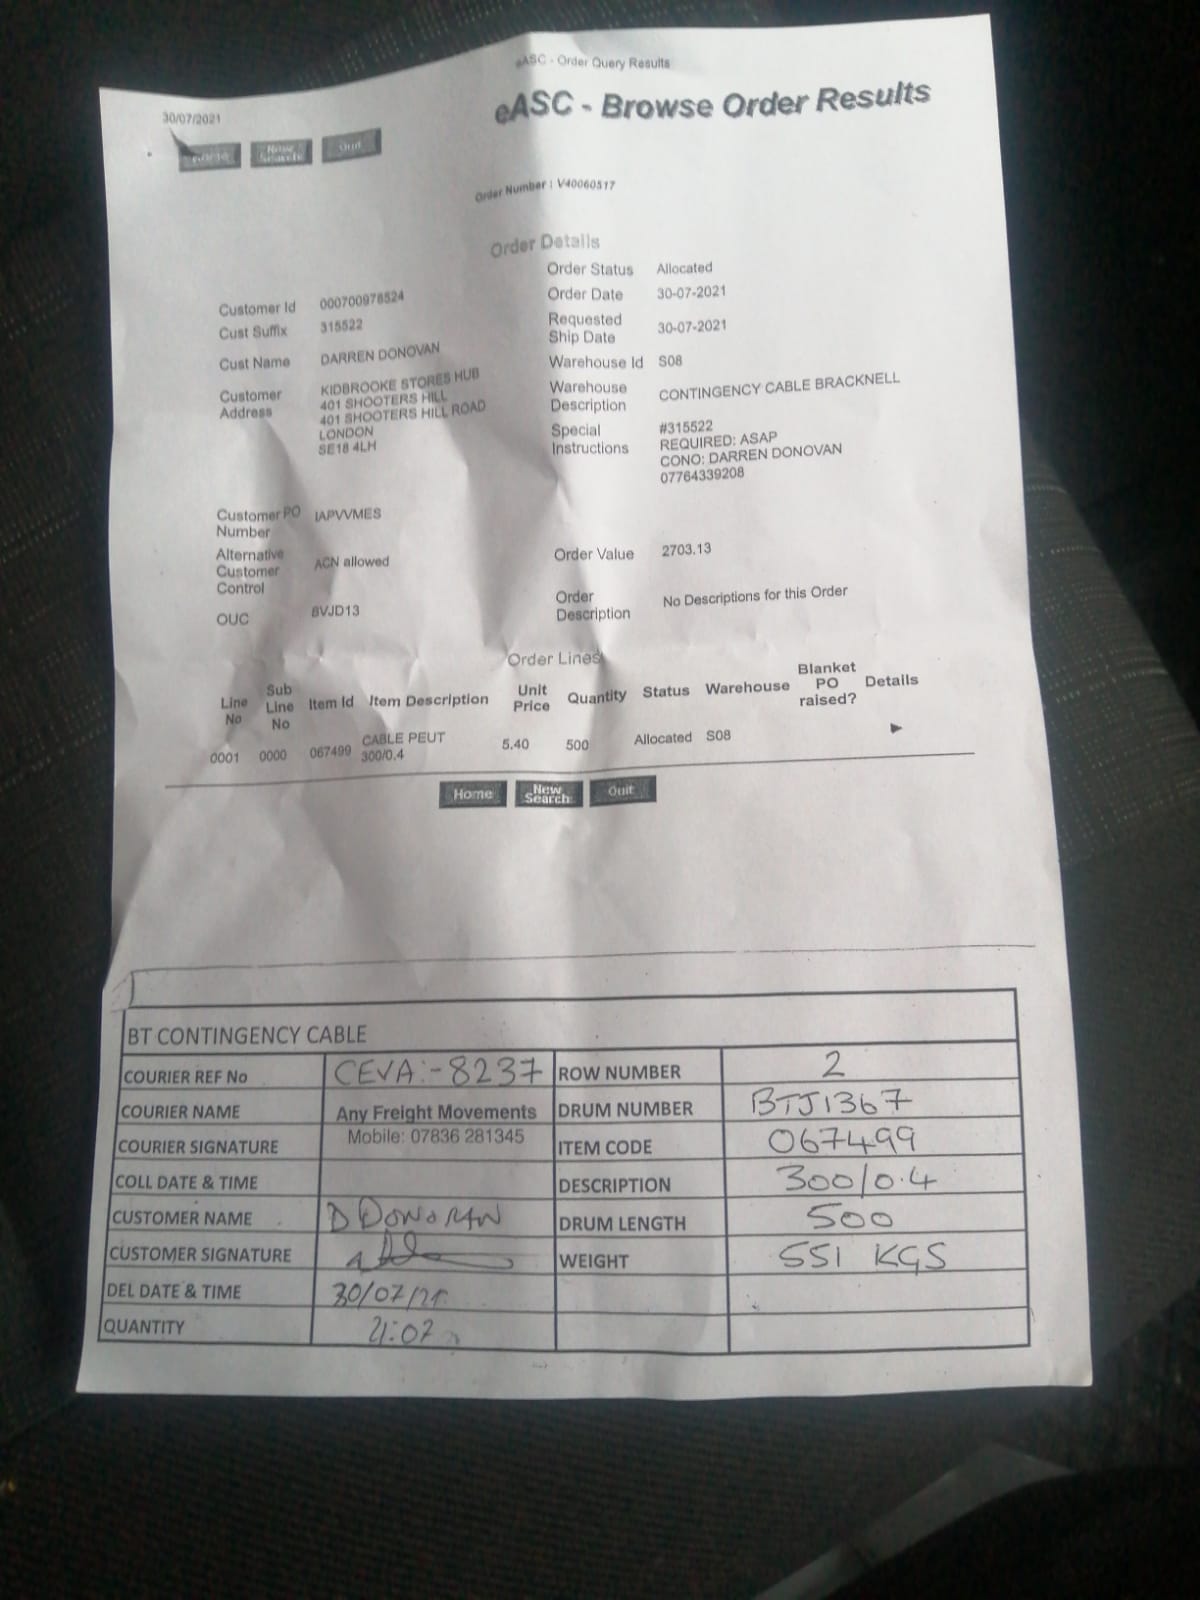 eASC - Order Query Results
30/07/2021
eASC - Browse Order Results
Home New Search Quit
Order Number : V40060517
Order Details
Order Status Allocated
Customer Id 000700978524
Order Date 30-07-2021
Cust Suffix 315522
Requested Ship Date 30-07-2021
Cust Name DARREN DONOVAN
Warehouse Id S08
Customer Address
KIDBROOKE STORES HUB
401 SHOOTERS HILL
401 SHOOTERS HILL ROAD
LONDON
SE18 4LH
Warehouse Description CONTINGENCY CABLE BRACKNELL
Special Instructions
#315522
REQUIRED: ASAP
CONO: DARREN DONOVAN
07764339208
Customer PO Number IAPVVMES
Alternative Customer Control ACN allowed
Order Value 2703.13
OUC BVJD13
Order Description No Descriptions for this Order
Order Lines
Line No Sub Line No Item Id Item Description Unit Price Quantity Status Warehouse Blanket PO raised? Details
0001 0000 067499 CABLE PEUT 300/0.4 5.40 500 Allocated S08
Home New Search Quit
BT CONTINGENCY CABLE
COURIER REF No CEVA:-8237 ROW NUMBER 2
COURIER NAME Any Freight Movements DRUM NUMBER BTJ1367
COURIER SIGNATURE Mobile: 07836 281345 ITEM CODE 067499
COLL DATE & TIME DESCRIPTION 300/0.4
CUSTOMER NAME D DONOVAN DRUM LENGTH 500
CUSTOMER SIGNATURE WEIGHT 551 KGS
DEL DATE & TIME 30/07/21
QUANTITY 21:07